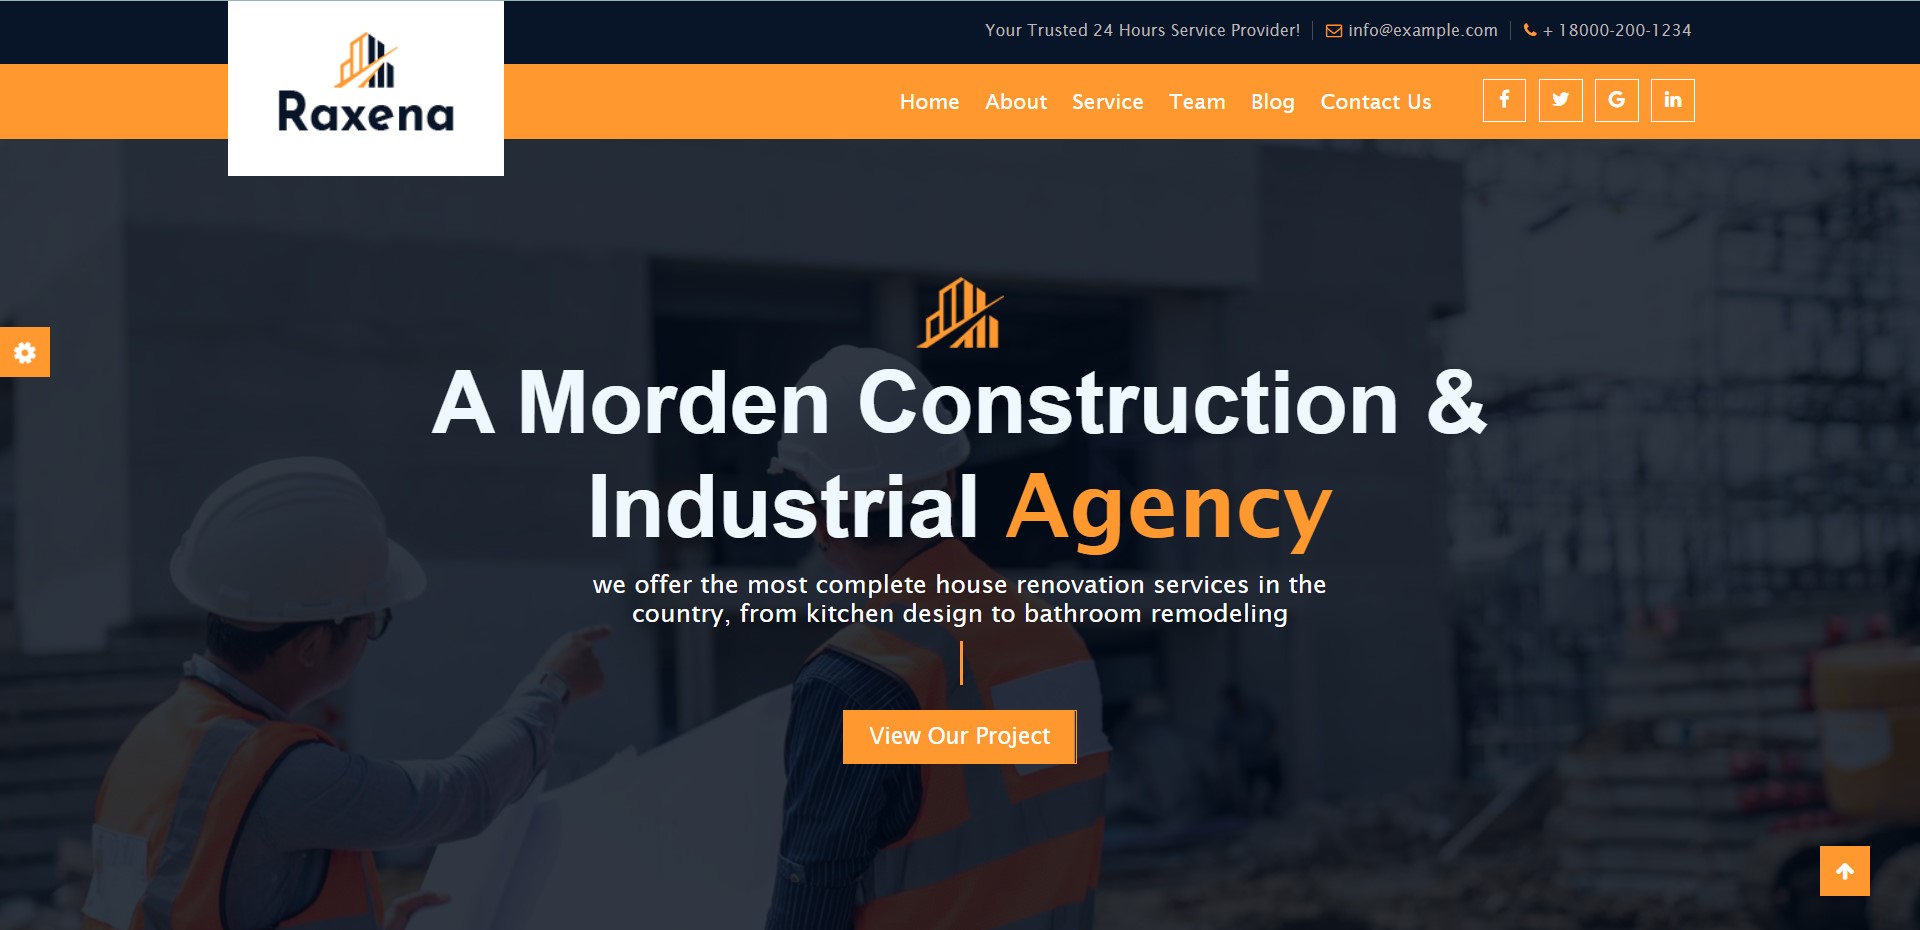 Your Trusted 24 Hours Service Provider! info@example.com + 18000-200-1234
Raxena
Home About Service Team Blog Contact Us
A Morden Construction &
Industrial Agency
we offer the most complete house renovation services in the
country, from kitchen design to bathroom remodeling
View Our Project